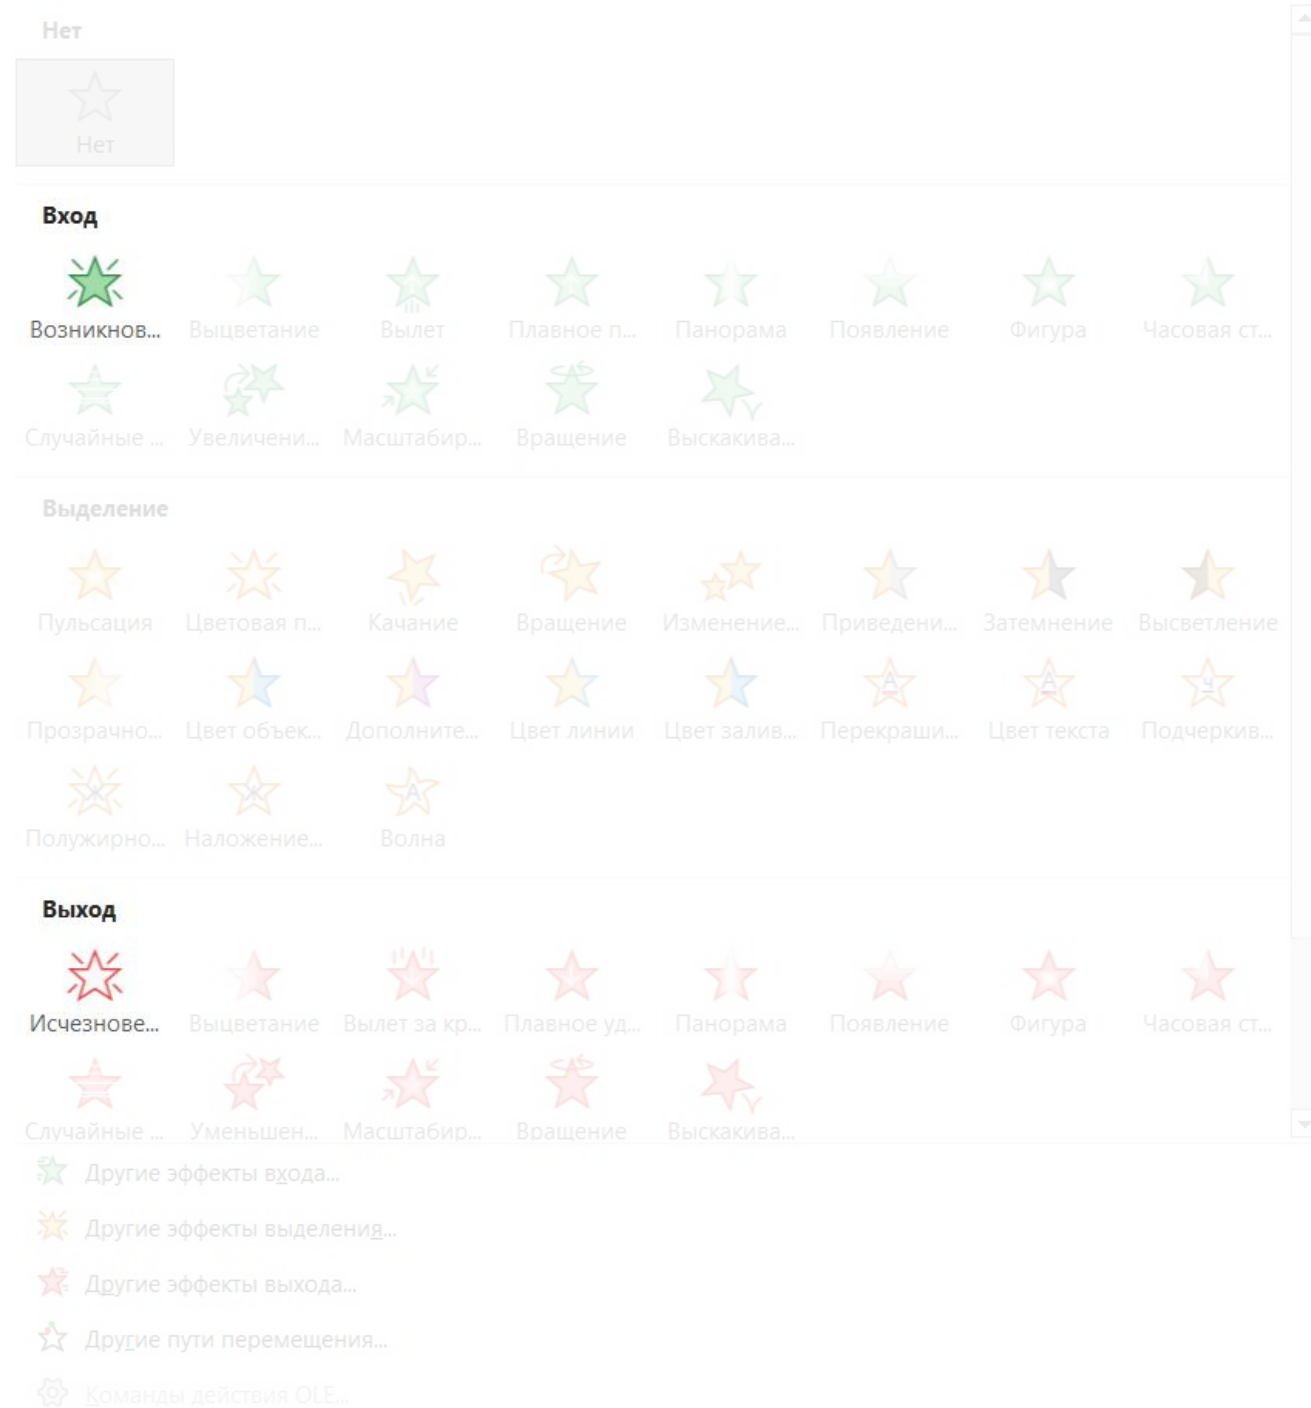 Нет
Нет
Вход
Возникнов... Выцветание Вылет Плавное п... Панорама Появление Фигура Часовая ст...
Случайные ... Увеличени... Масштабир... Вращение Выскакива...
Выделение
Пульсация Цветовая п... Качание Вращение Изменение... Приведени... Затемнение Высветление
Прозрачно... Цвет объек... Дополните... Цвет линии Цвет залив... Перекраши... Цвет текста Подчеркив...
Полужирно... Наложение... Волна
Выход
Исчезнове... Выцветание Вылет за кр... Плавное уд... Панорама Появление Фигура Часовая ст...
Случайные ... Уменьшен... Масштабир... Вращение Выскакива...
Другие эффекты входа...
Другие эффекты выделения...
Другие эффекты выхода...
Другие пути перемещения...
Команды действия OLE...